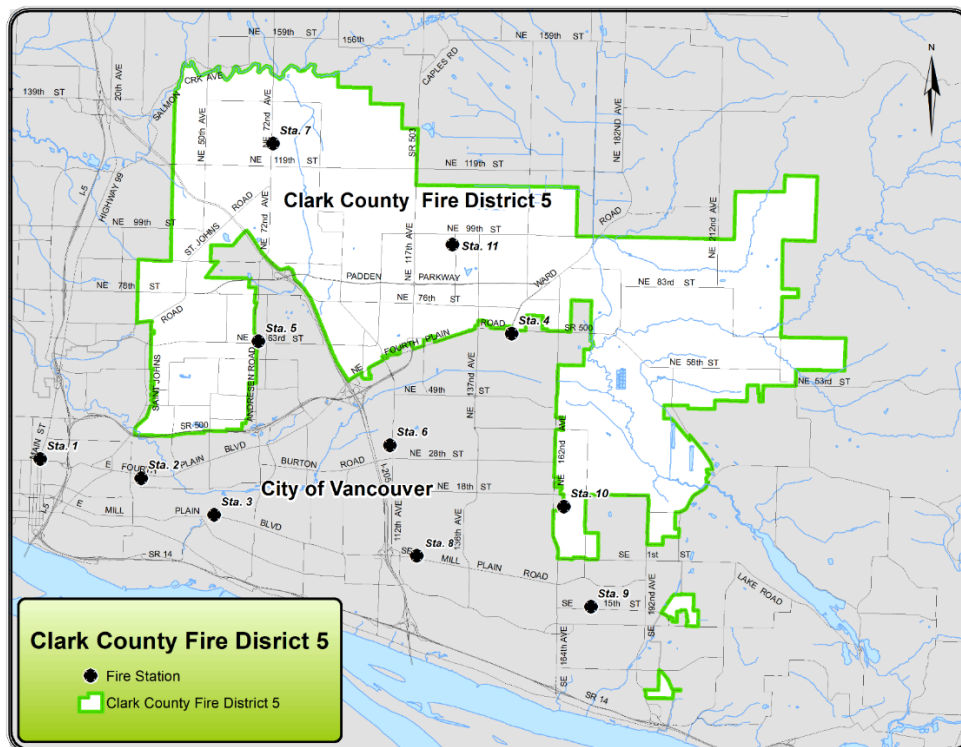 NE 159th ST
156th
NE 159th ST
N
20th AVE
CAPLES RD
139th ST
SALMON CRK AVE
NE 50th AVE
NE 72nd AVE
Sta. 7
SR 503
NE 182ND AVE
NE 119th ST
NE 119th ST
I-5
HIGHWAY 99
Clark County Fire District 5
NE 99th ST
ST. JOHNS ROAD
NE 72nd AVE
NE 117th AVE
NE 99th ST
Sta. 11
ROAD
NE 212th AVE
PADDEN PARKWAY
WARD
NE 78th ST
NE 76th ST
NE 83rd ST
ROAD
Sta. 5
NE 63rd ST
NE FOURTH PLAIN ROAD
Sta. 4
SR 500
NE 58th ST
SAINT JOHNS
ANDRESEN ROAD
NE 49th ST
NE 137nd AVE
NE 53rd ST
SR 500
MAIN ST
Sta. 1
E FOURTH PLAIN BLVD
Sta. 2
BURTON ROAD
Sta. 6
NE 28th ST
NE 162nd AVE
I-205
City of Vancouver
NE 18th ST
I-5
E MILL PLAIN BLVD
Sta. 3
112th AVE
136th AVE
Sta. 10
SR 14
Sta. 8
SE MILL PLAIN ROAD
SE 1st ST
LAKE ROAD
SE 192nd AVE
Sta. 9
SE 15th ST
SE 164th AVE
SR 14
Clark County Fire Disrict 5
Fire Station
Clark County Fire District 5